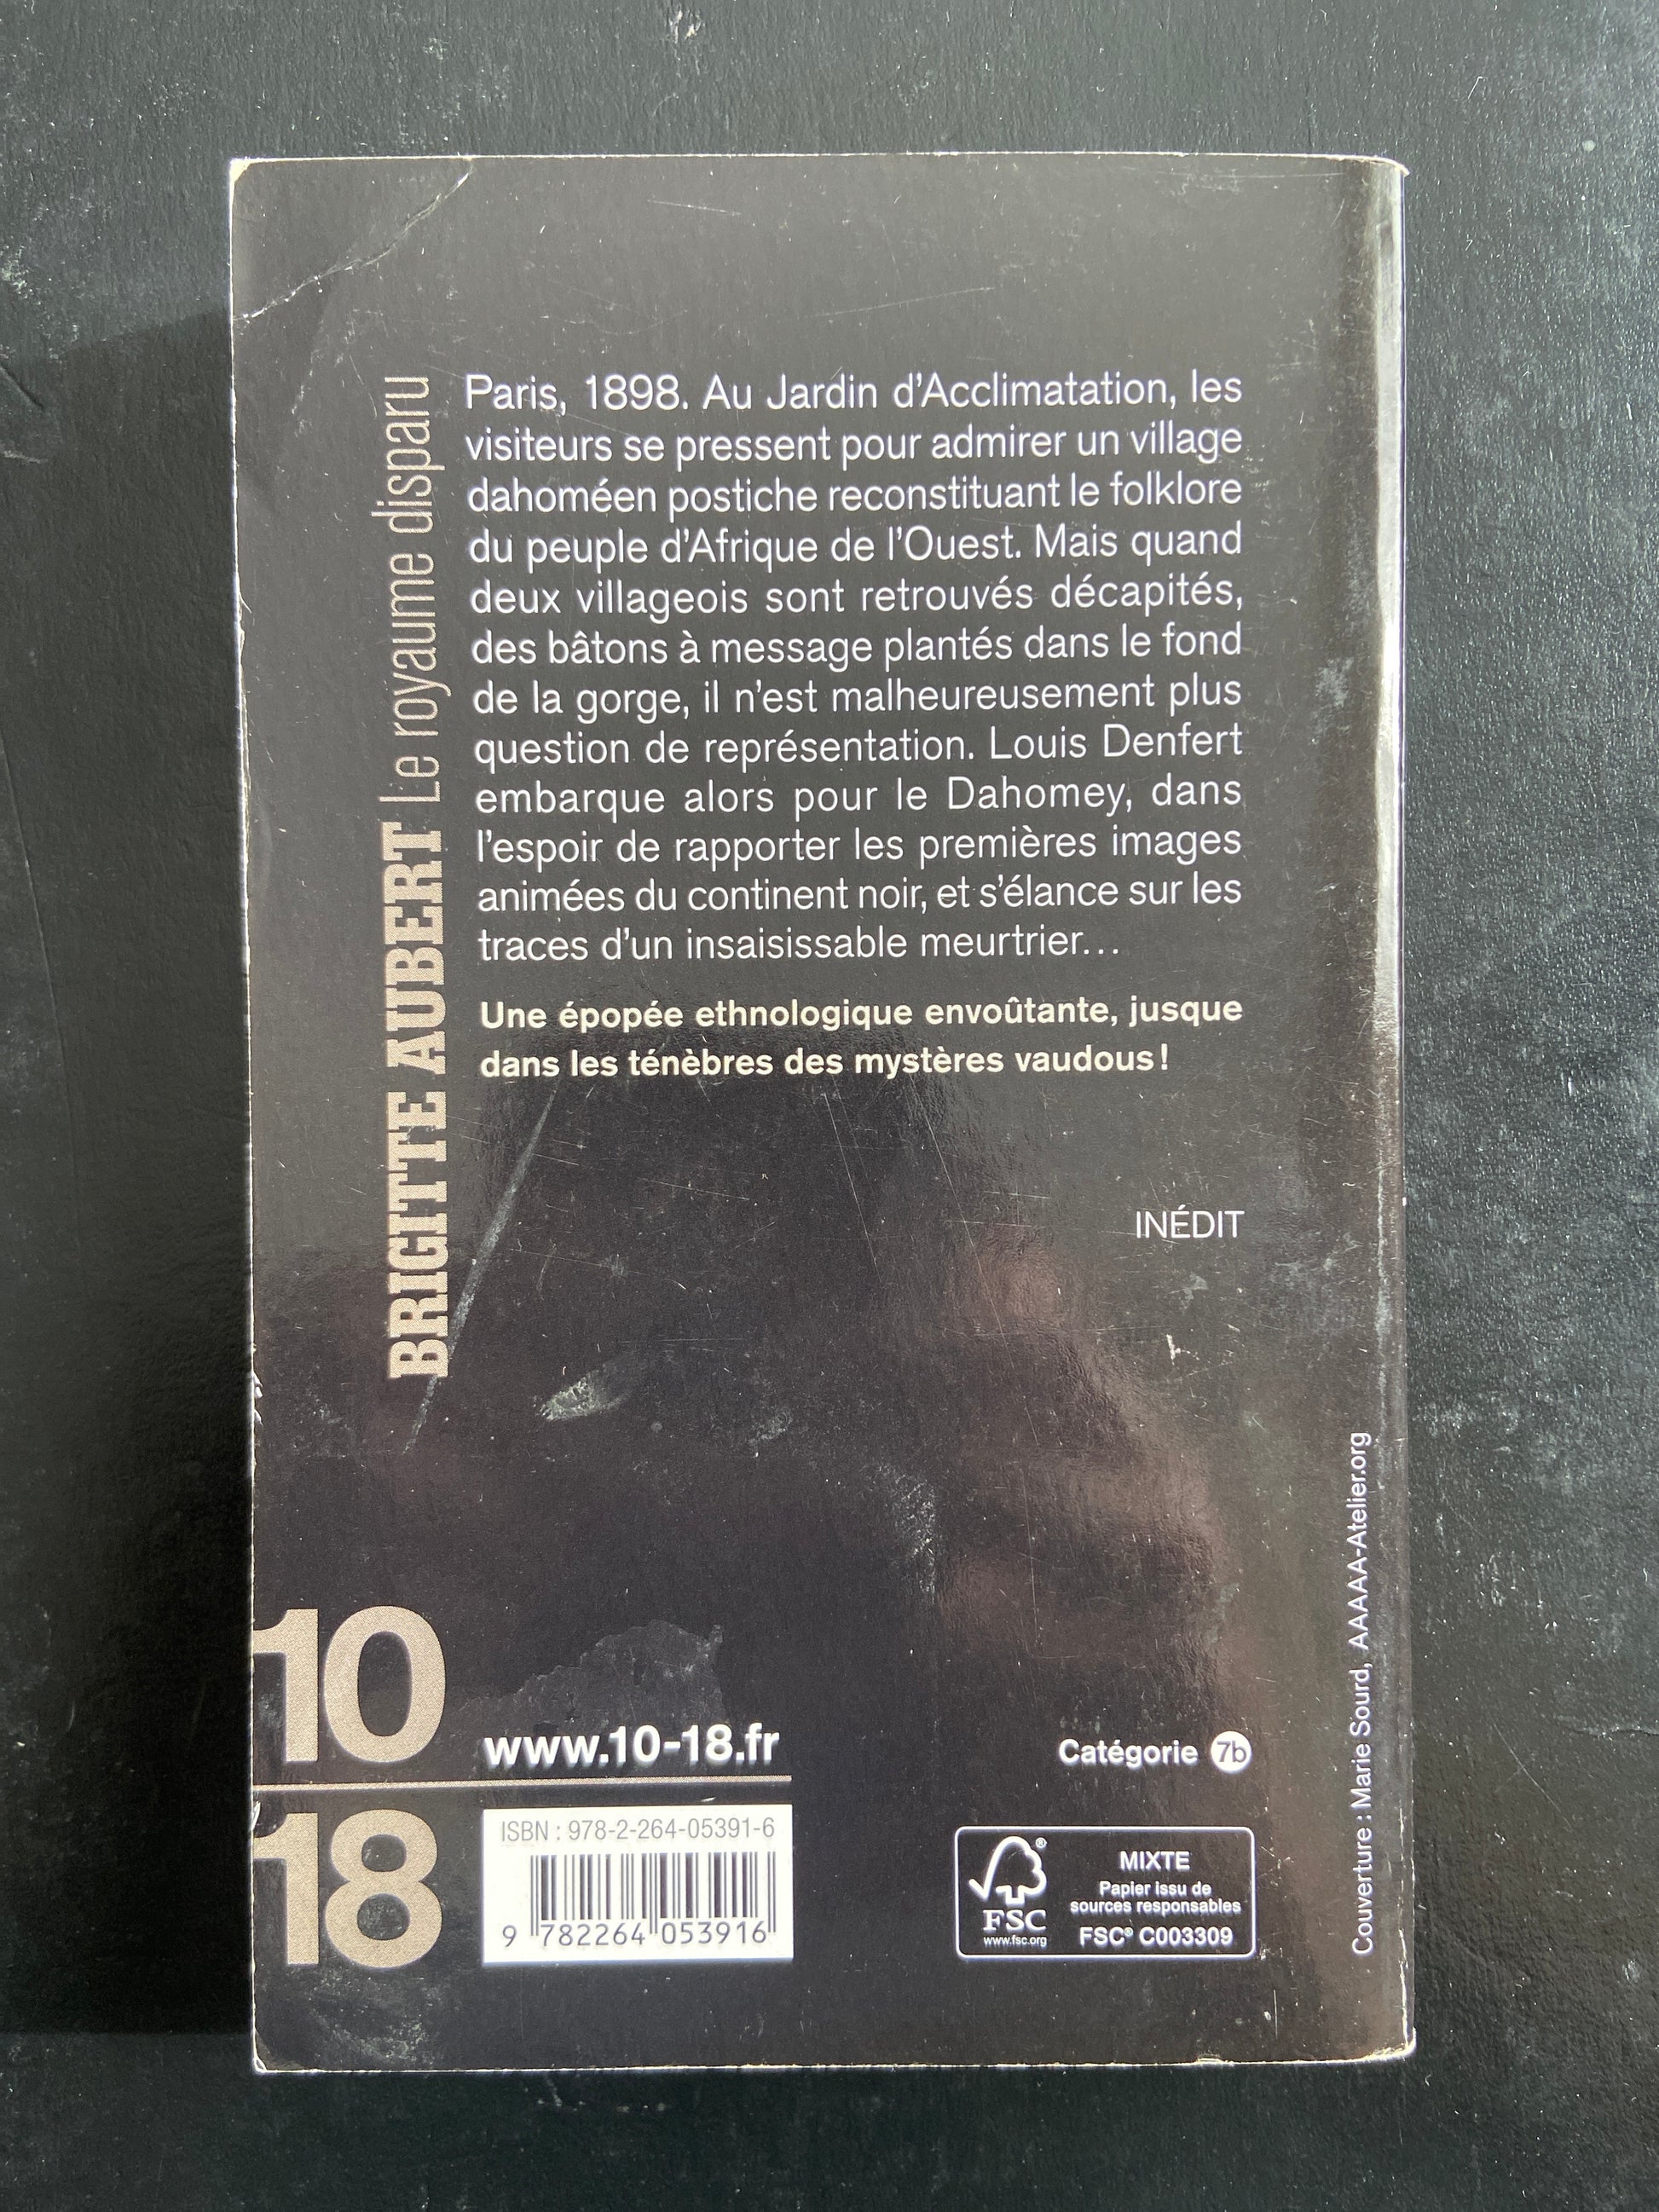 BRIGITTE AUBERT Le royaume disparu
Paris, 1898. Au Jardin d'Acclimatation, les
visiteurs se pressent pour admirer un village
dahoméen postiche reconstituant le folklore
du peuple d'Afrique de l'Ouest. Mais quand
deux villageois sont retrouvés décapités,
des bâtons à message plantés dans le fond
de la gorge, il n'est malheureusement plus
question de représentation. Louis Denfert
embarque alors pour le Dahomey, dans
l'espoir de rapporter les premières images
animées du continent noir, et s'élance sur les
traces d'un insaisissable meurtrier…
Une épopée ethnologique envoûtante, jusque
dans les ténèbres des mystères vaudous !
INÉDIT
10
18
www.10-18.fr
Catégorie 7b
ISBN : 978-2-264-05391-6
9 782264 053916
FSC®
www.fsc.org
MIXTE
Papier issu de
sources responsables
FSC® C003309
Couverture : Marie Sourd, AAAAA-Atelier.org